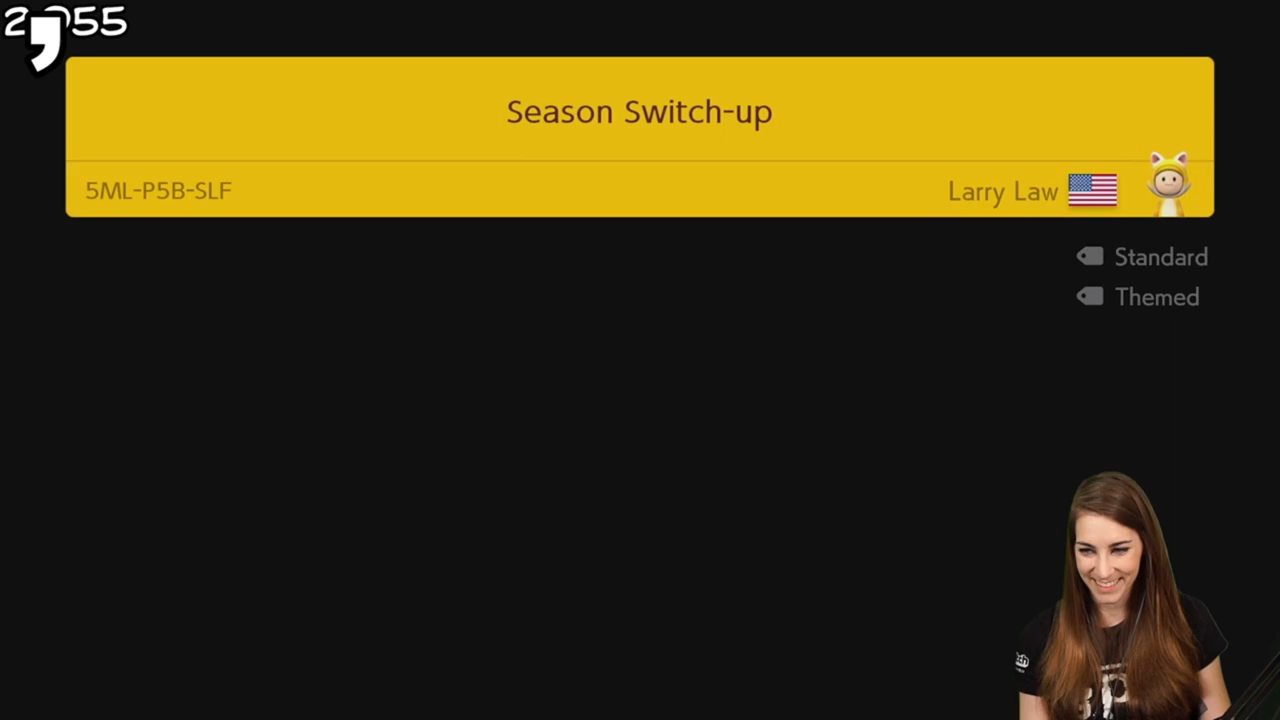 Season Switch-up
5ML-P5B-SLF
Larry Law
Standard
Themed